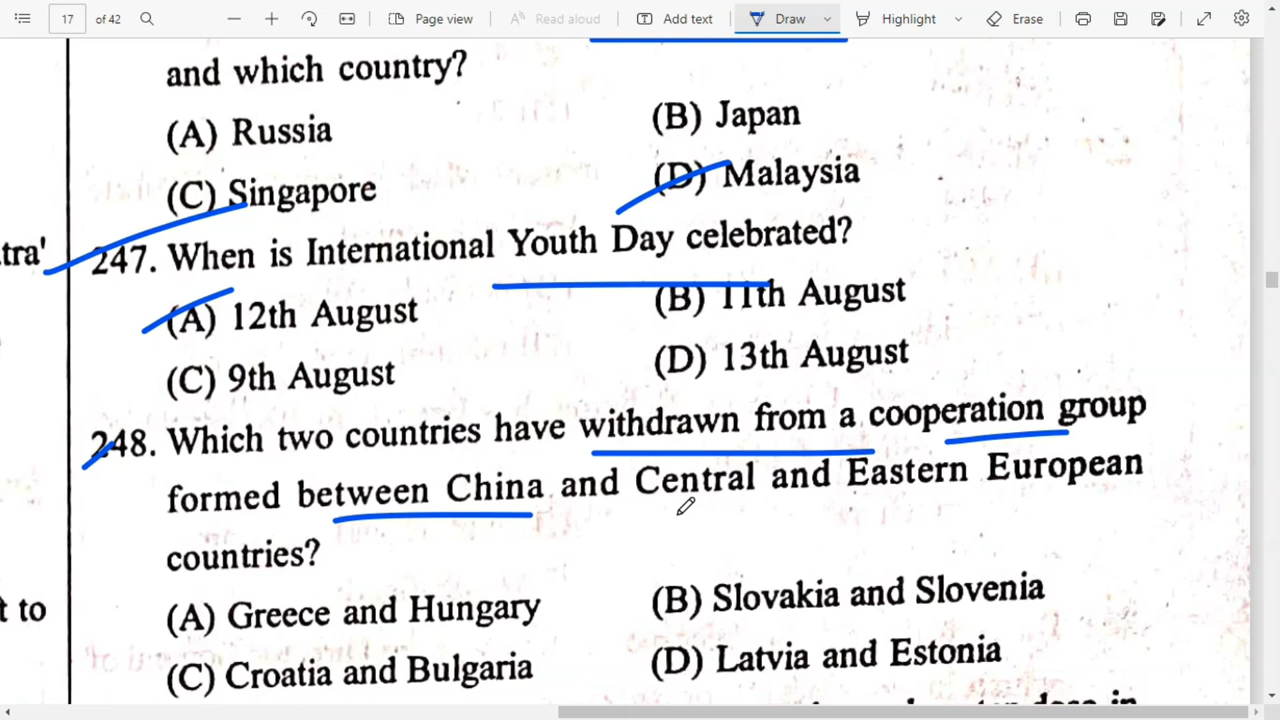 17 of 42 Page view Read aloud Add text Draw Highlight Erase
and which country?
(A) Russia (B) Japan
(C) Singapore (D) Malaysia
tra' 247. When is International Youth Day celebrated?
(A) 12th August (B) 11th August
(C) 9th August (D) 13th August
248. Which two countries have withdrawn from a cooperation group
formed between China and Central and Eastern European
countries?
t to (A) Greece and Hungary (B) Slovakia and Slovenia
(C) Croatia and Bulgaria (D) Latvia and Estonia